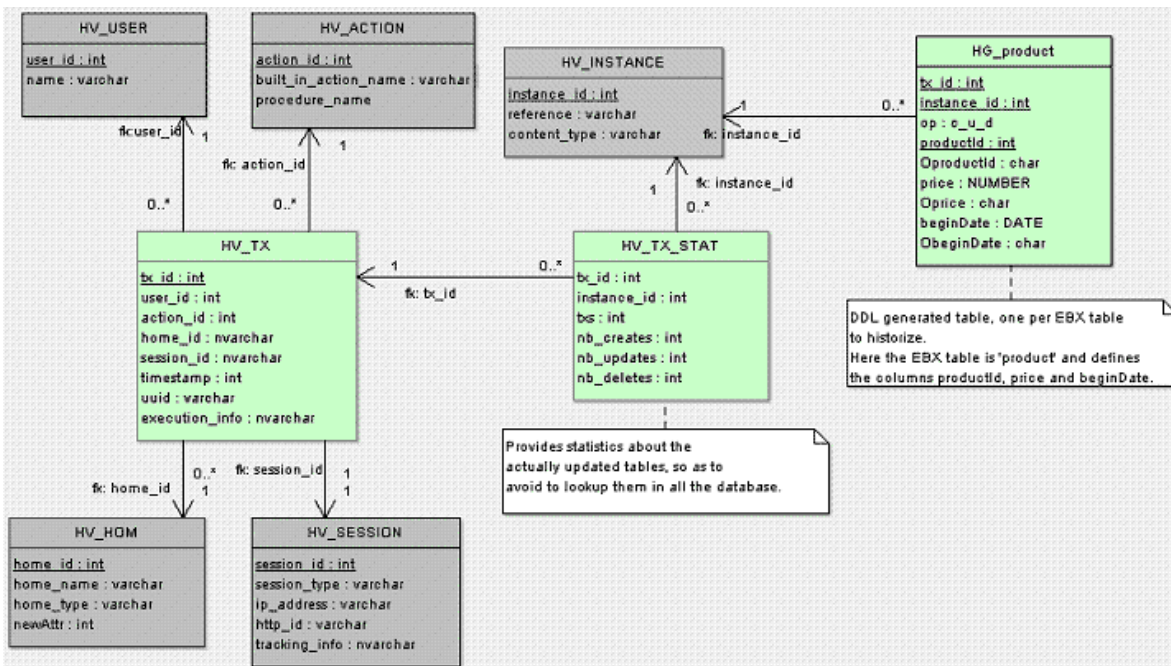 HV_USER
user_id : int
name : varchar
HV_ACTION
action_id : int
built_in_action_name : varchar
procedure_name
HV_INSTANCE
instance_id : int
reference : varchar
content_type : varchar
HG_product
tx_id : int
instance_id : int
op : c_u_d
productId : int
OproductId : char
price : NUMBER
Oprice : char
beginDate : DATE
ObeginDate : char
fk:user_id
1
0..*
fk: action_id
1
0..*
1
0..*
fk: instance_id
1
fk: instance_id
0..*
HV_TX
tx_id : int
user_id : int
action_id : int
home_id : nvarchar
session_id : nvarchar
timestamp : int
uuid : varchar
execution_info : nvarchar
1
0..*
fk: tx_id
HV_TX_STAT
tx_id : int
instance_id : int
txs : int
nb_creates : int
nb_updates : int
nb_deletes : int
DDL generated table, one per EBX table
to historize.
Here the EBX table is 'product' and defines
the columns productId, price and beginDate.
Provides statistics about the
actually updated tables, so as to
avoid to lookup them in all the database.
0..*
fk: home_id
1
fk: session_id
1
1
HV_HOM
home_id : int
home_name : varchar
home_type : varchar
newAttr : int
HV_SESSION
session_id : int
session_type : varchar
ip_address : varchar
http_id : varchar
tracking_info : nvarchar